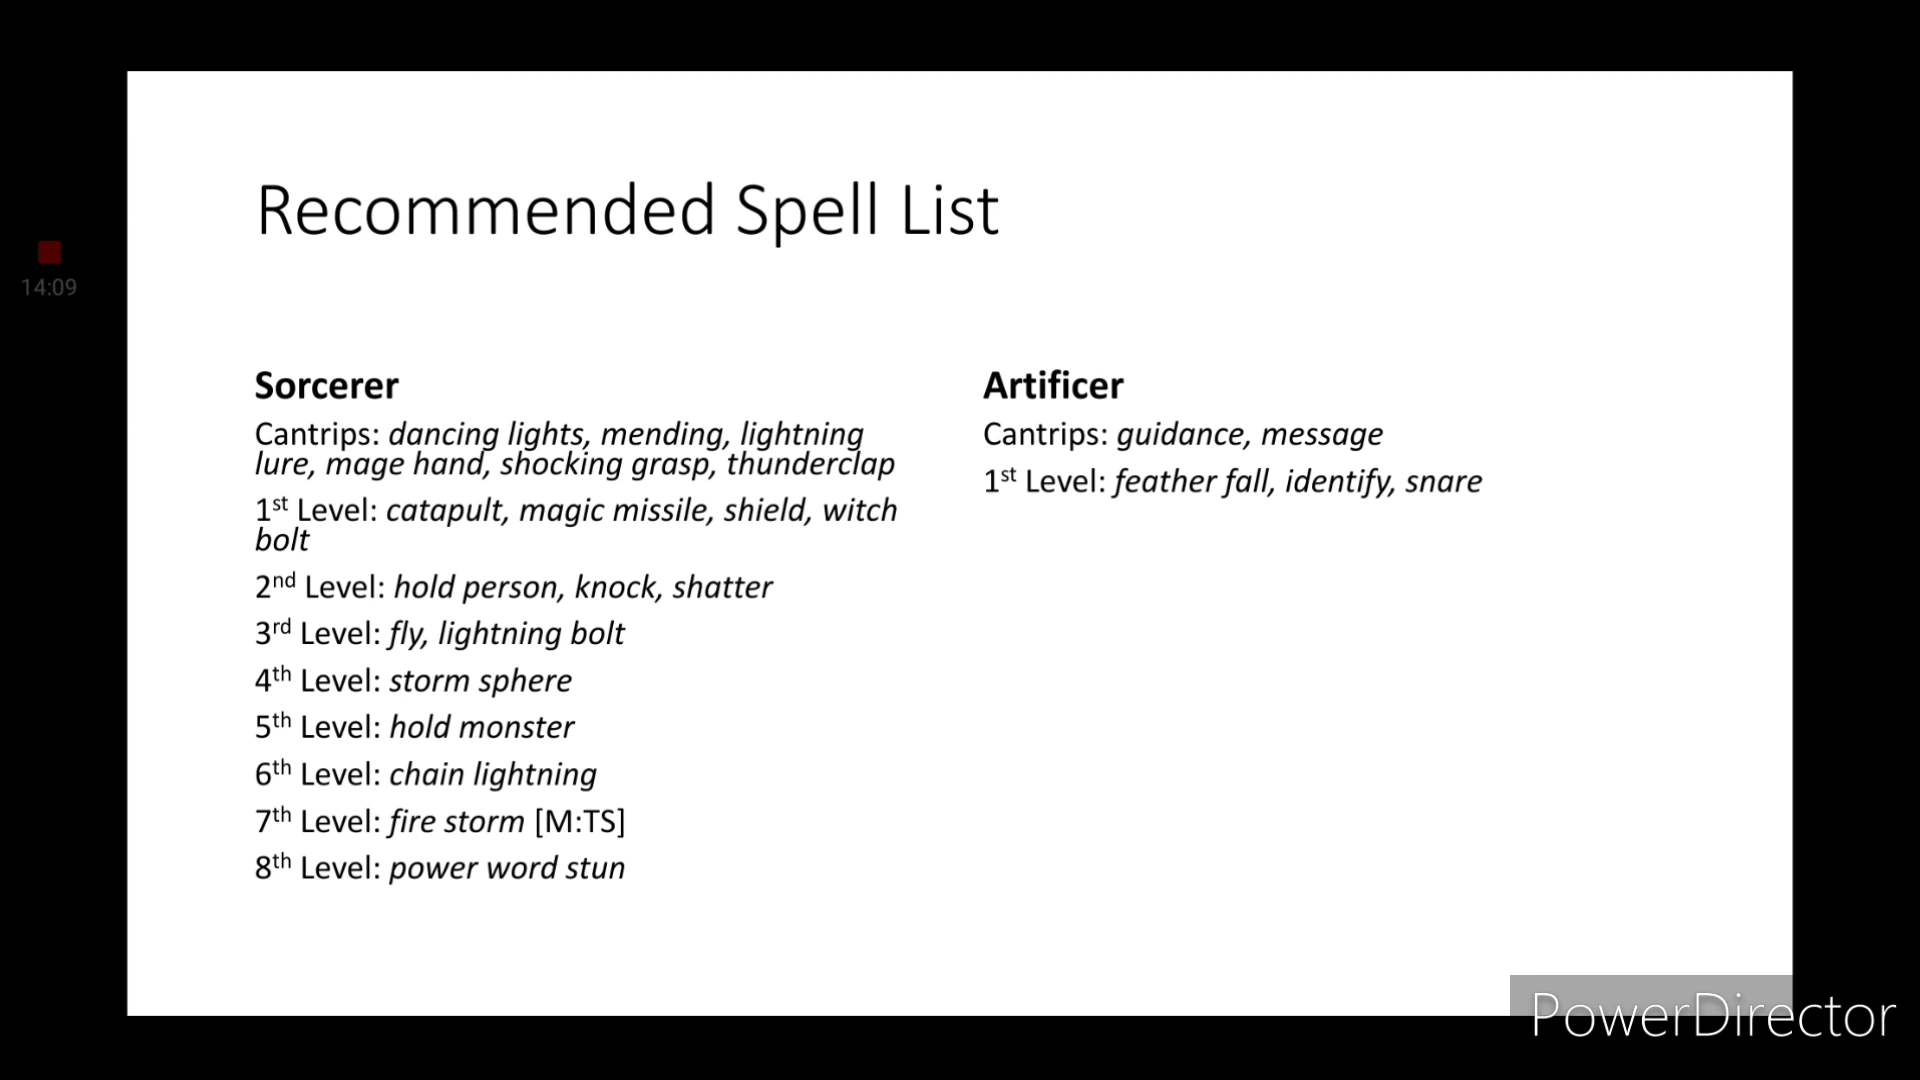 Recommended Spell List
14:09
Sorcerer
Cantrips: dancing lights, mending, lightning
lure, mage hand, shocking grasp, thunderclap
1st Level: catapult, magic missile, shield, witch
bolt
2nd Level: hold person, knock, shatter
3rd Level: fly, lightning bolt
4th Level: storm sphere
5th Level: hold monster
6th Level: chain lightning
7th Level: fire storm [M:TS]
8th Level: power word stun
Artificer
Cantrips: guidance, message
1st Level: feather fall, identify, snare
PowerDirector